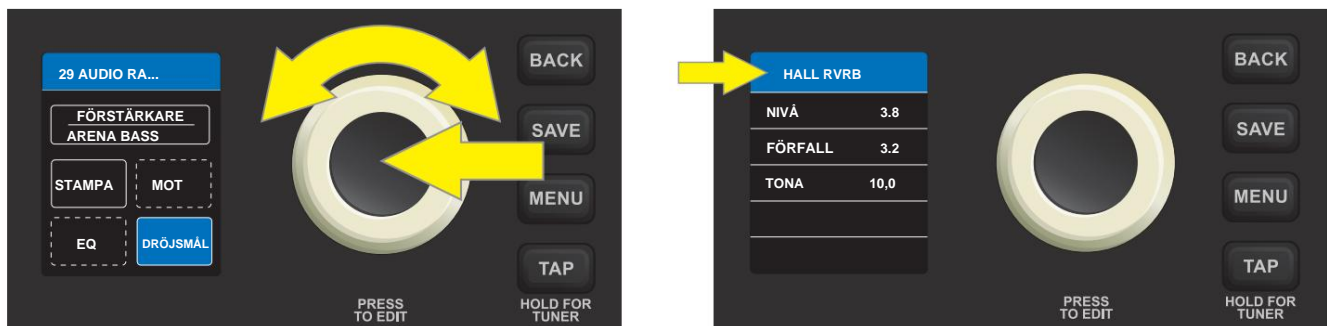 29 AUDIO RA...
FÖRSTÄRKARE
ARENA BASS
STAMPA MOT
EQ DRÖJSMÅL
BACK
SAVE
MENU
TAP
PRESS
TO EDIT
HOLD FOR
TUNER
HALL RVRB
NIVÅ 3.8
FÖRFALL 3.2
TONA 10,0
BACK
SAVE
MENU
TAP
PRESS
TO EDIT
HOLD FOR
TUNER